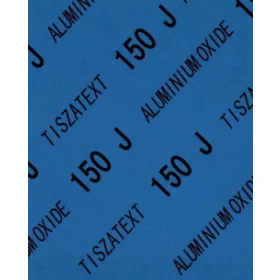 150 J ALUMINIUM OXIDE
TISZATEXT 150 J ALUMINIUM OXIDE
ALUMINIUM OXIDE 150 J TISZATEXT
TISZATEXT 150 J
ALUMINIUM OXIDE